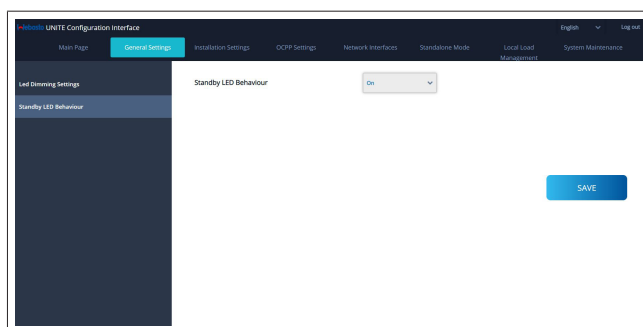 Webasto UNITE Configuration Interface
English
Log out
Main Page
General Settings
Installation Settings
OCPP Settings
Network Interfaces
Standalone Mode
Local Load
Management
System Maintenance
Led Dimming Settings
Standby LED Behaviour
Standby LED Behaviour
On
SAVE